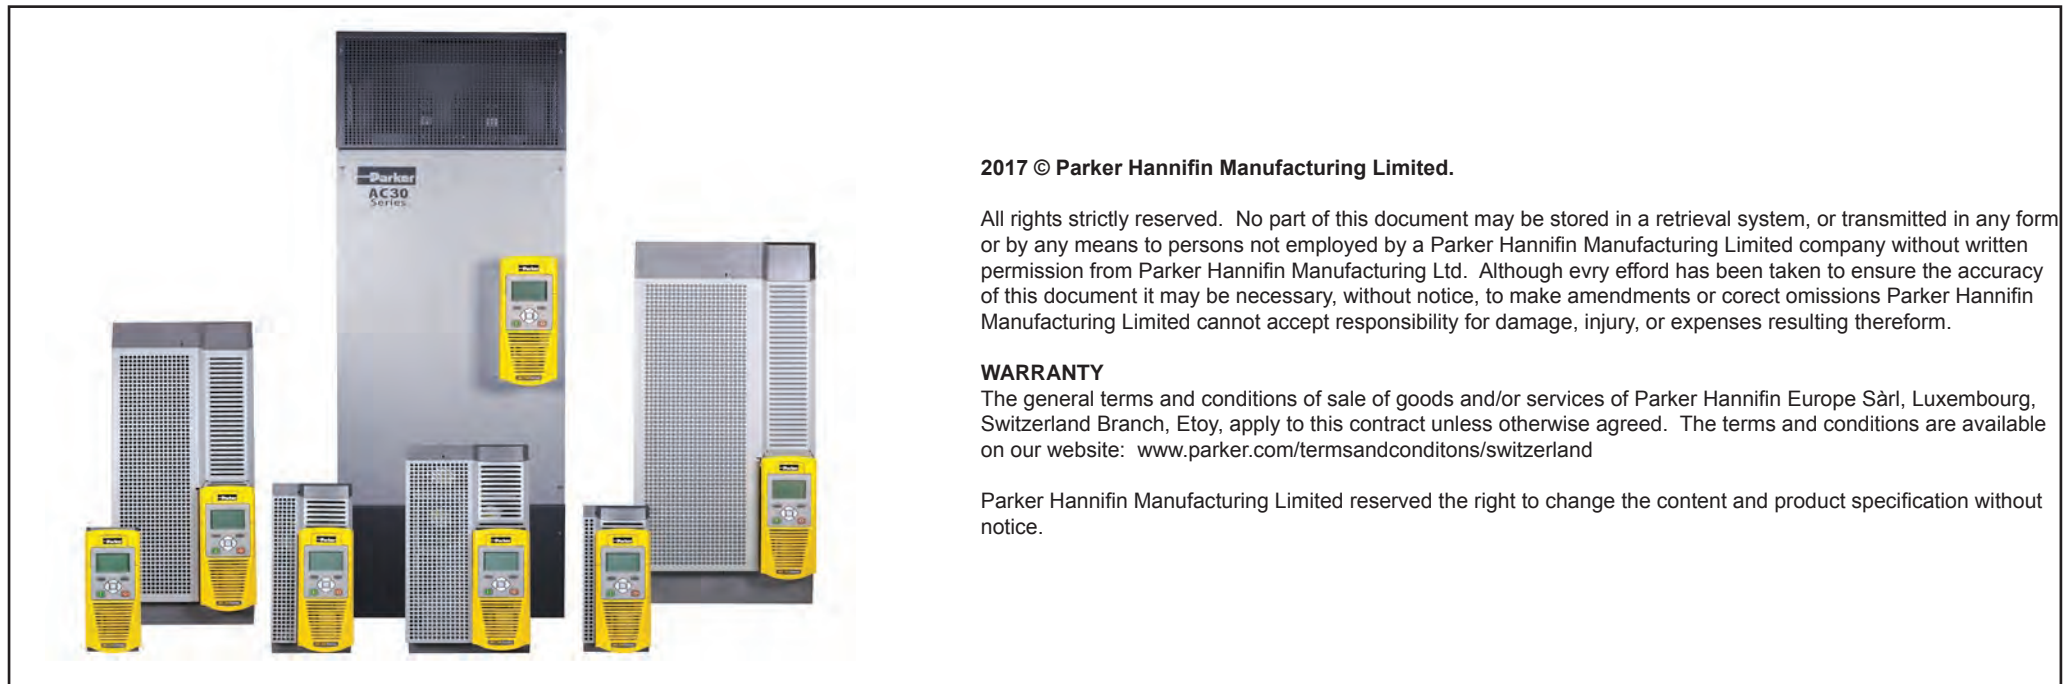 Parker
AC30
Series
2017 © Parker Hannifin Manufacturing Limited.
All rights strictly reserved.  No part of this document may be stored in a retrieval system, or transmitted in any form
or by any means to persons not employed by a Parker Hannifin Manufacturing Limited company without written
permission from Parker Hannifin Manufacturing Ltd.  Although evry efford has been taken to ensure the accuracy
of this document it may be necessary, without notice, to make amendments or corect omissions Parker Hannifin
Manufacturing Limited cannot accept responsibility for damage, injury, or expenses resulting thereform.
WARRANTY
The general terms and conditions of sale of goods and/or services of Parker Hannifin Europe Sàrl, Luxembourg,
Switzerland Branch, Etoy, apply to this contract unless otherwise agreed.  The terms and conditions are available
on our website:  www.parker.com/termsandconditons/switzerland
Parker Hannifin Manufacturing Limited reserved the right to change the content and product specification without
notice.